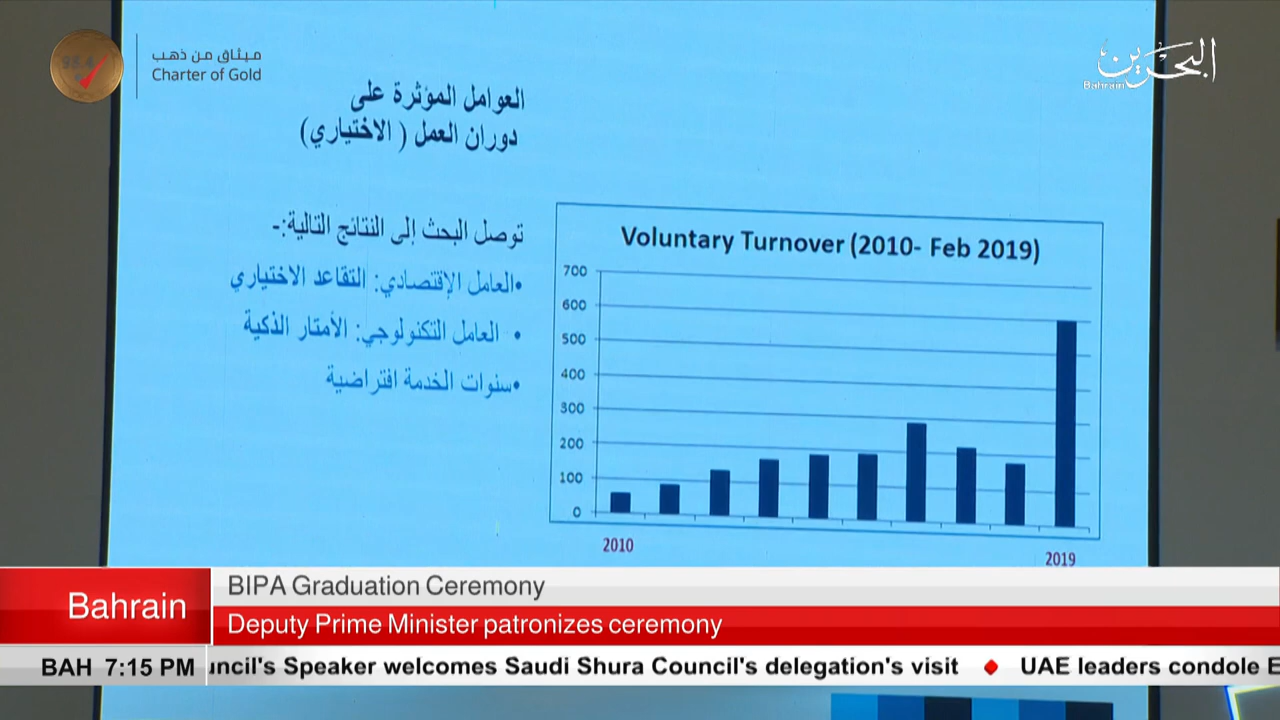 98.4
ميثاق من ذهب
Charter of Gold
البحرين
Bahrain
العوامل المؤثرة على
دوران العمل (الاختياري)
توصل البحث إلى النتائج التالية:-
•العامل الإقتصادي: التقاعد الاختياري
• العامل التكنولوجي: الأمتار الذكية
•سنوات الخدمة افتراضية
Voluntary Turnover (2010- Feb 2019)
700
600
500
400
300
200
100
0
2010
2019
Bahrain
BIPA Graduation Ceremony
Deputy Prime Minister patronizes ceremony
BAH 7:15 PM
uncil's Speaker welcomes Saudi Shura Council's delegation's visit ♦ UAE leaders condole E